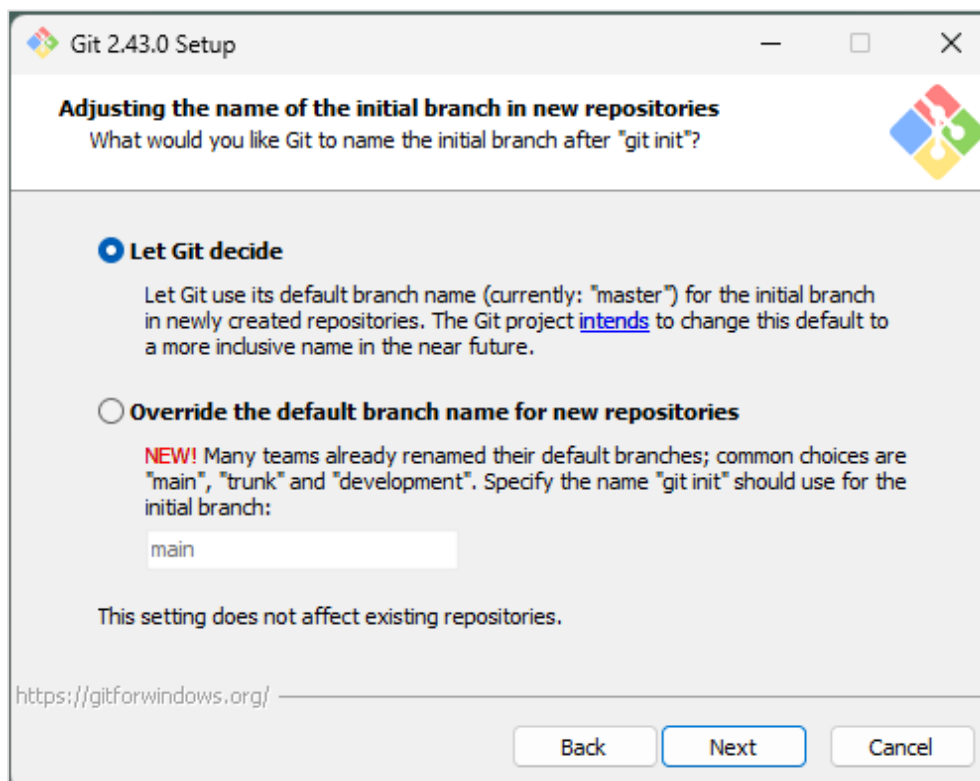 Git 2.43.0 Setup
Adjusting the name of the initial branch in new repositories
What would you like Git to name the initial branch after "git init"?
Let Git decide
Let Git use its default branch name (currently: "master") for the initial branch
in newly created repositories. The Git project intends to change this default to
a more inclusive name in the near future.
Override the default branch name for new repositories
NEW! Many teams already renamed their default branches; common choices are
"main", "trunk" and "development". Specify the name "git init" should use for the
initial branch:
main
This setting does not affect existing repositories.
https://gitforwindows.org/
Back Next Cancel